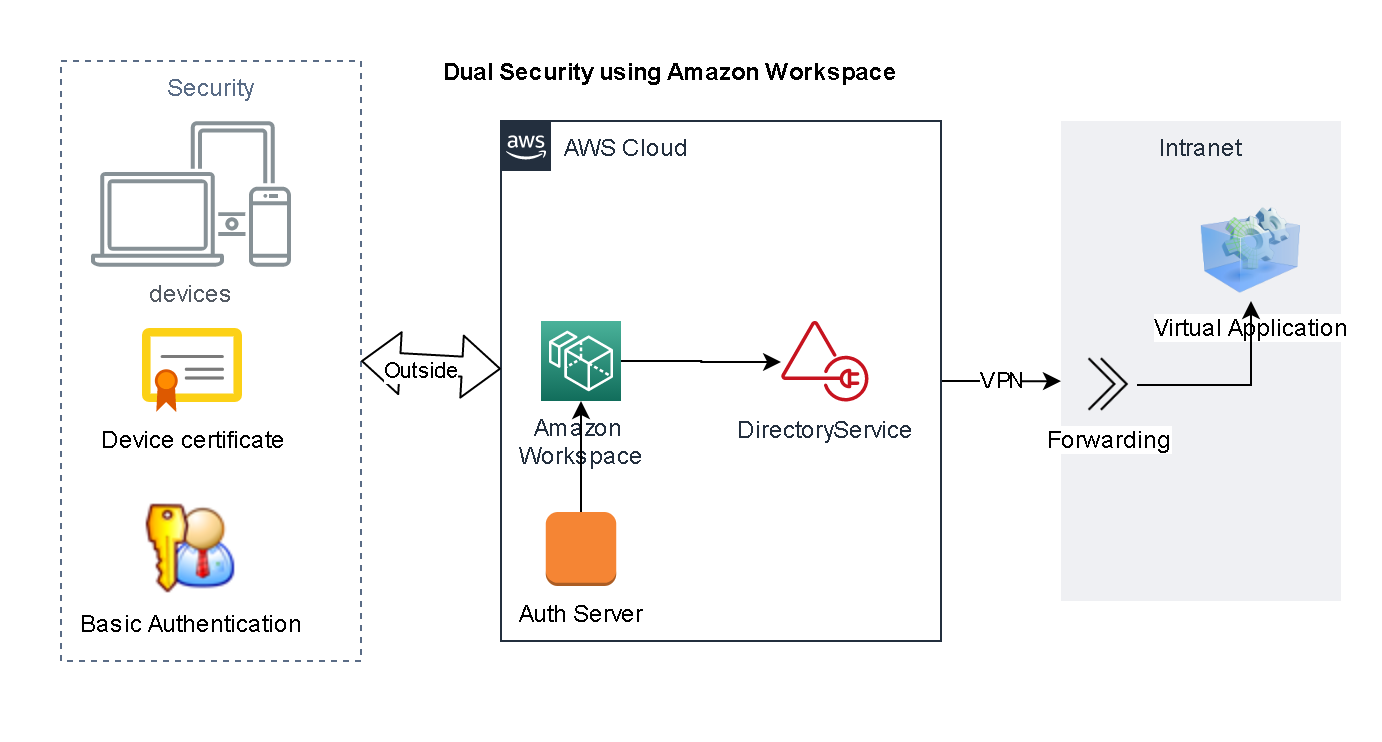 Dual Security using Amazon Workspace
Security
devices
Device certificate
Basic Authentication
Outside
aws
AWS Cloud
Amazon
Workspace
DirectoryService
Auth Server
VPN
Intranet
Virtual Application
Forwarding